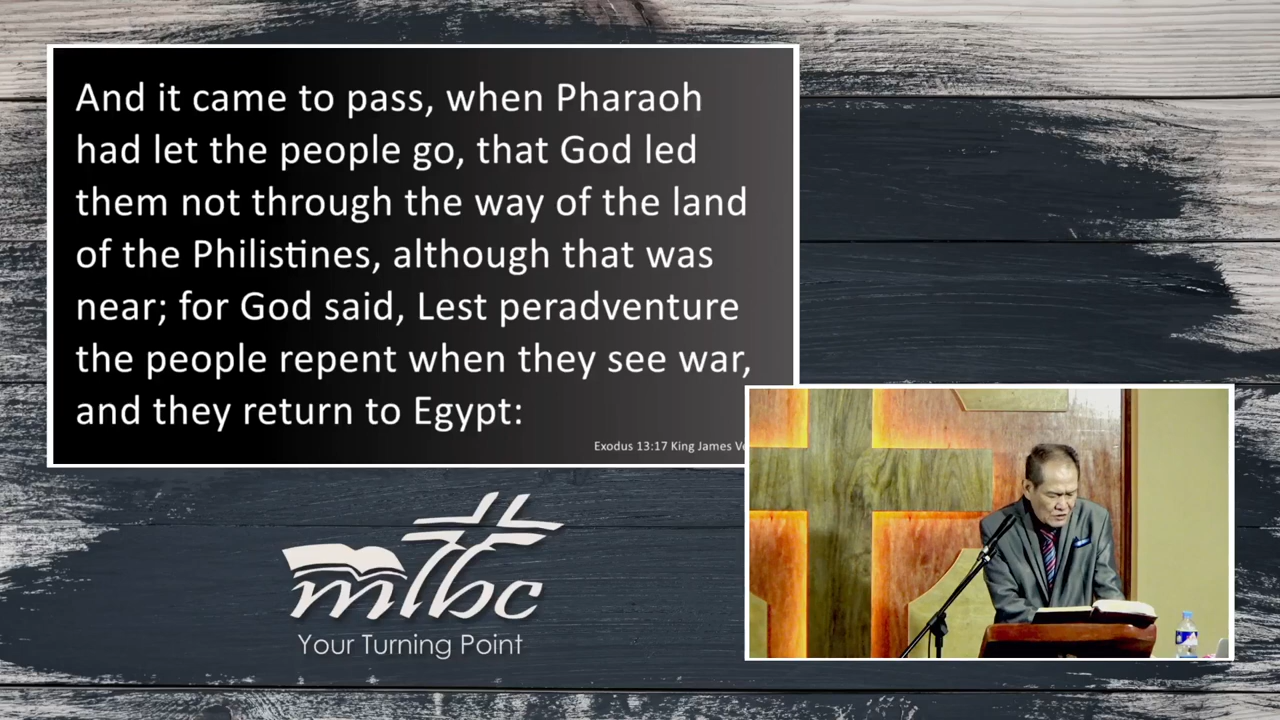 And it came to pass, when Pharaoh
had let the people go, that God led
them not through the way of the land
of the Philistines, although that was
near; for God said, Lest peradventure
the people repent when they see war,
and they return to Egypt:
Exodus 13:17 King James Ve
mtbc
Your Turning Point